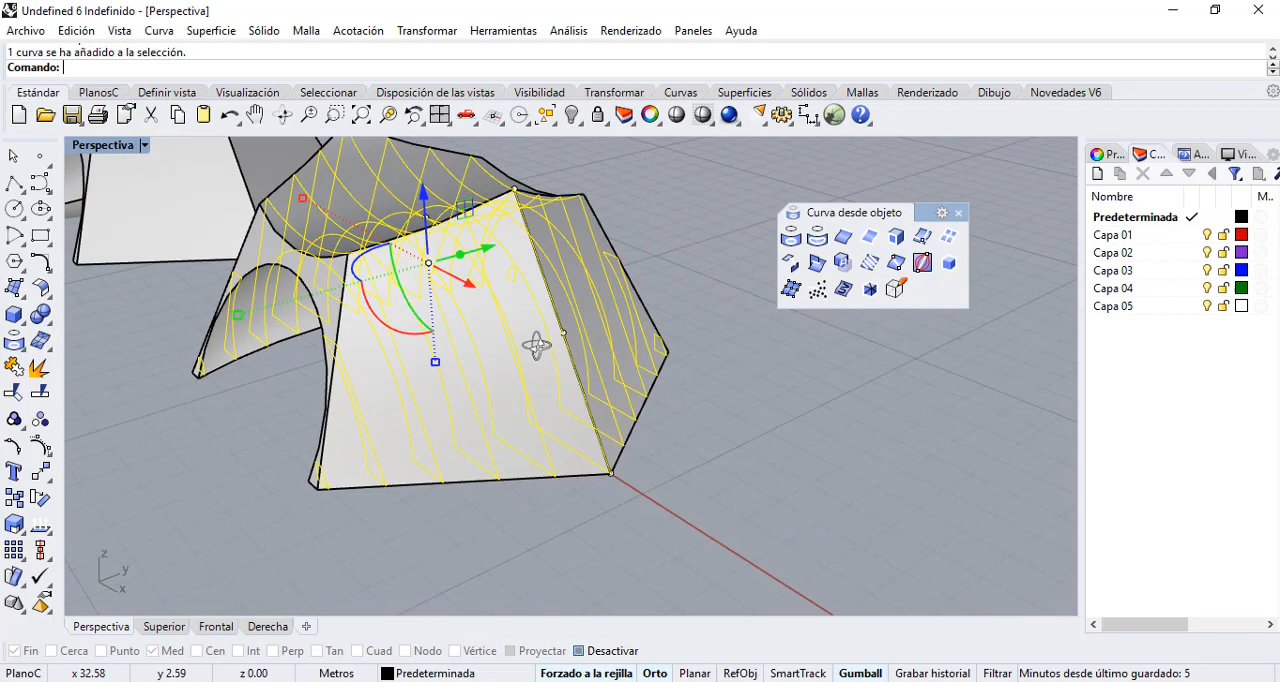 Undefined 6 Indefinido - [Perspectiva]
Archivo Edición Vista Curva Superficie Sólido Malla Acotación Transformar Herramientas Análisis Renderizado Paneles Ayuda
1 curva se ha añadido a la selección.
Comando:
Estándar PlanosC Definir vista Visualización Seleccionar Disposición de las vistas Visibilidad Transformar Curvas Superficies Sólidos Mallas Renderizado Dibujo Novedades V6
Perspectiva
Curva desde objeto
Pr... C... A... Vi...
Nombre M...
Predeterminada
Capa 01
Capa 02
Capa 03
Capa 04
Capa 05
z
y
x
Perspectiva Superior Frontal Derecha
Fin Cerca Punto Med Cen Int Perp Tan Cuad Nodo Vértice Proyectar Desactivar
PlanoC x 32.58 y 2.59 z 0.00 Metros Predeterminada Forzado a la rejilla Orto Planar RefObj SmartTrack Gumball Grabar historial Filtrar Minutos desde último guardado: 5